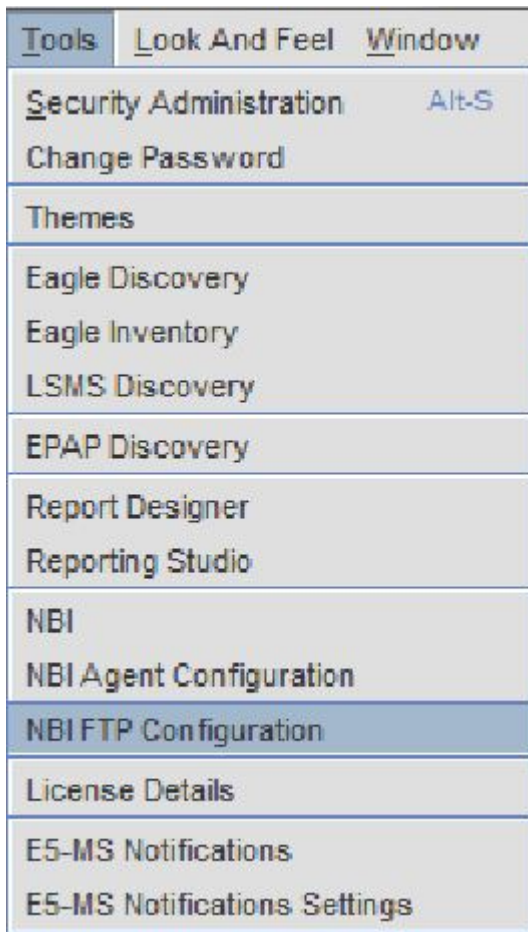 Tools Look And Feel Window
Security Administration Alt-S
Change Password
Themes
Eagle Discovery
Eagle Inventory
LSMS Discovery
EPAP Discovery
Report Designer
Reporting Studio
NBI
NBI Agent Configuration
NBI FTP Configuration
License Details
E5-MS Notifications
E5-MS Notifications Settings